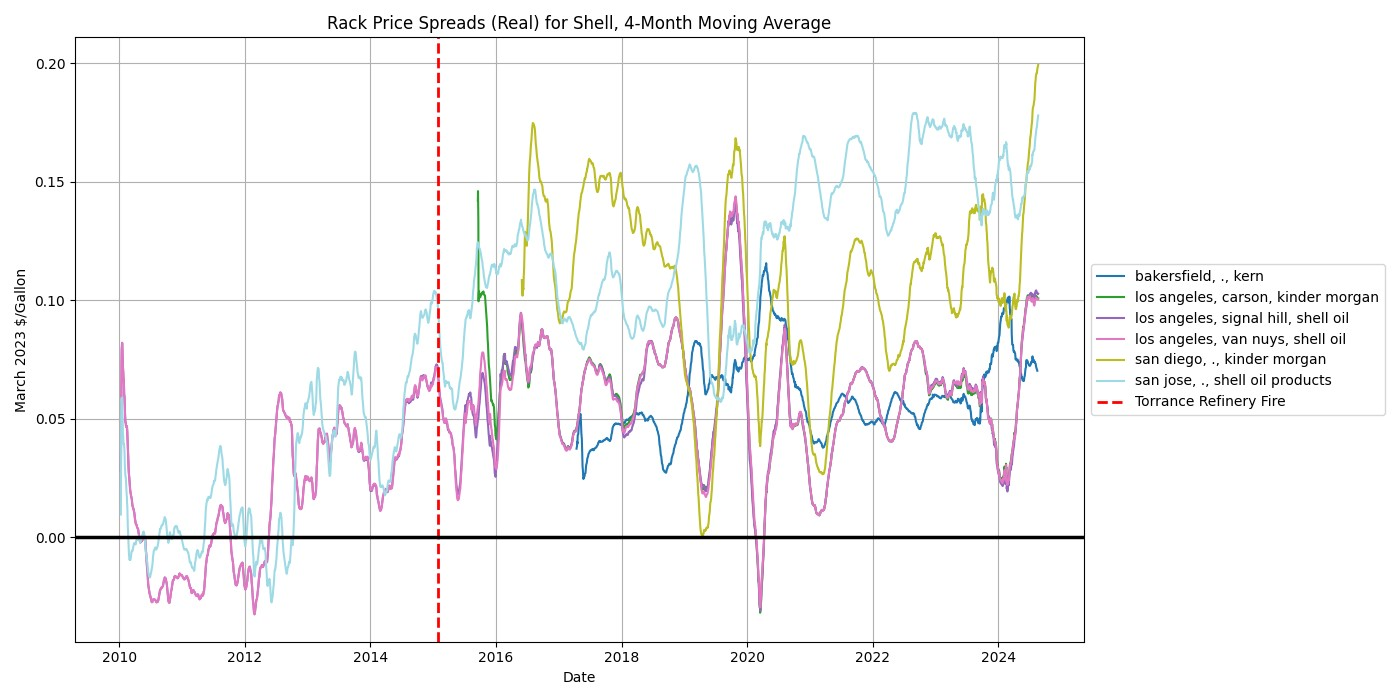 Rack Price Spreads (Real) for Shell, 4-Month Moving Average
March 2023 $/Gallon
0.20
0.15
0.10
0.05
0.00
2010 2012 2014 2016 2018 2020 2022 2024
Date
bakersfield, ., kern
los angeles, carson, kinder morgan
los angeles, signal hill, shell oil
los angeles, van nuys, shell oil
san diego, ., kinder morgan
san jose, ., shell oil products
Torrance Refinery Fire